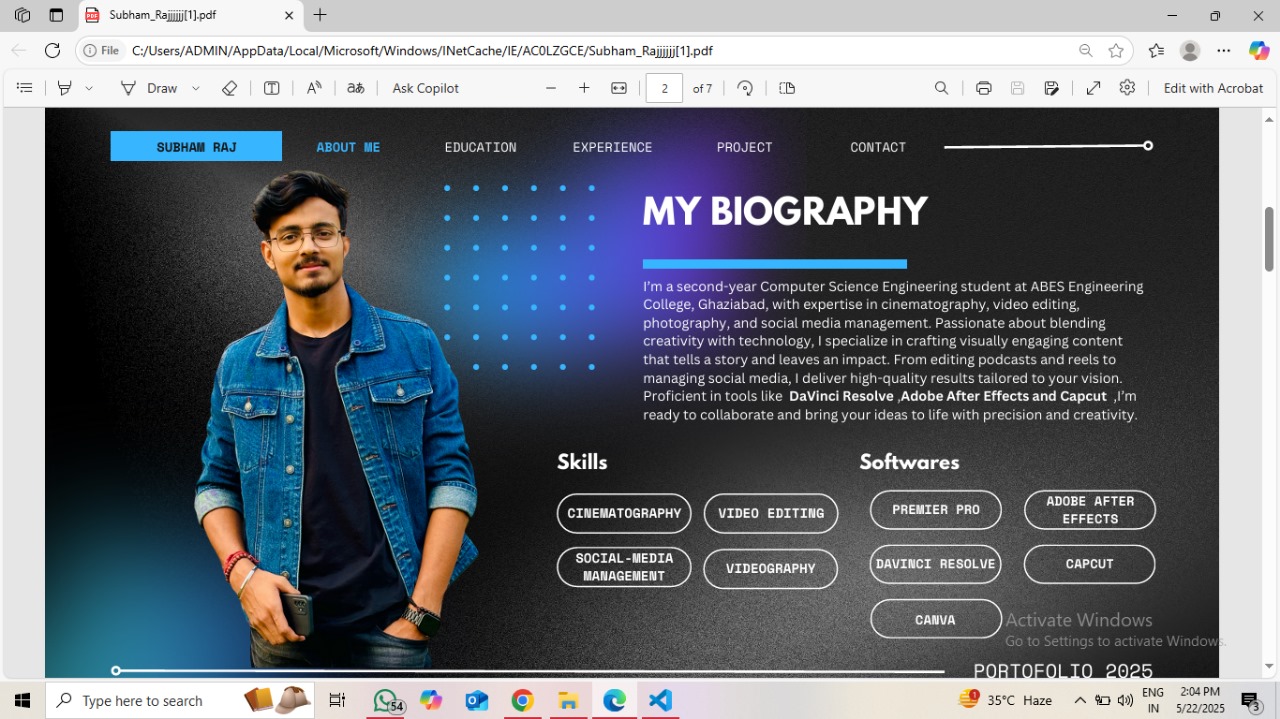 Subham_Rajjjjjj[1].pdf
File
C:/Users/ADMIN/AppData/Local/Microsoft/Windows/INetCache/IE/AC0LZGCE/Subham_Rajjjjjj[1].pdf
Draw
Ask Copilot
2 of 7
Edit with Acrobat
SUBHAM RAJ ABOUT ME EDUCATION EXPERIENCE PROJECT CONTACT
MY BIOGRAPHY
I'm a second-year Computer Science Engineering student at ABES Engineering
College, Ghaziabad, with expertise in cinematography, video editing,
photography, and social media management. Passionate about blending
creativity with technology, I specialize in crafting visually engaging content
that tells a story and leaves an impact. From editing podcasts and reels to
managing social media, I deliver high-quality results tailored to your vision.
Proficient in tools like DaVinci Resolve ,Adobe After Effects and Capcut ,I'm
ready to collaborate and bring your ideas to life with precision and creativity.
Skills
CINEMATOGRAPHY
VIDEO EDITING
SOCIAL-MEDIA
MANAGEMENT
VIDEOGRAPHY
Softwares
PREMIER PRO
ADOBE AFTER
EFFECTS
DAVINCI RESOLVE
CAPCUT
CANVA
Activate Windows
Go to Settings to activate Windows.
PORTOFOLIO 2025
Type here to search
54
1
35°C Haze
ENG
IN
2:04 PM
5/22/2025
3